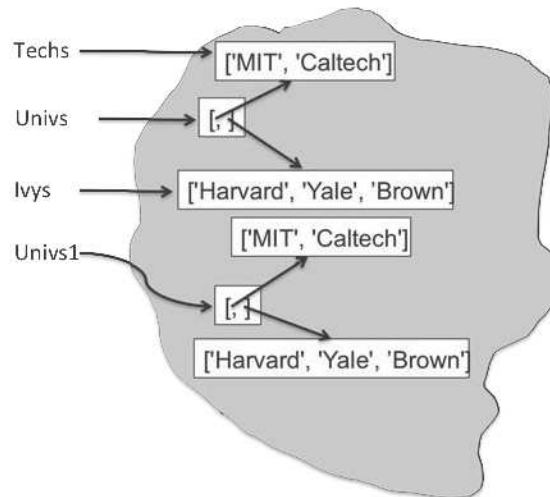 Techs
['MIT', 'Caltech']
Univs
[, ]
Ivys
['Harvard', 'Yale', 'Brown']
['MIT', 'Caltech']
Univs1
[, ]
['Harvard', 'Yale', 'Brown']